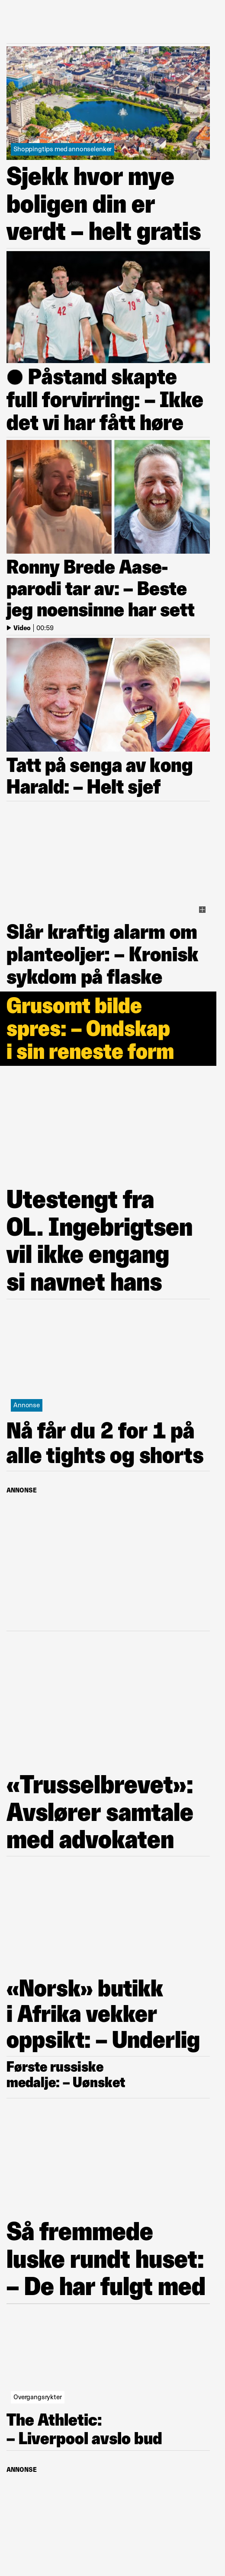 Shoppingtips med annonselenker
Sjekk hvor mye
boligen din er
verdt – helt gratis
● Påstand skapte
full forvirring: – Ikke
det vi har fått høre
Ronny Brede Aase-
parodi tar av: – Beste
jeg noensinne har sett
Video | 00:59
Tatt på senga av kong
Harald: – Helt sjef
Slår kraftig alarm om
planteoljer: – Kronisk
sykdom på flaske
Grusomt bilde
spres: – Ondskap
i sin reneste form
Utestengt fra
OL. Ingebrigtsen
vil ikke engang
si navnet hans
Annonse
Nå får du 2 for 1 på
alle tights og shorts
ANNONSE
«Trusselbrevet»:
Avslører samtale
med advokaten
«Norsk» butikk
i Afrika vekker
oppsikt: – Underlig
Første russiske
medalje: – Uønsket
Så fremmede
luske rundt huset:
– De har fulgt med
Overgangsrykter
The Athletic:
– Liverpool avslo bud
ANNONSE